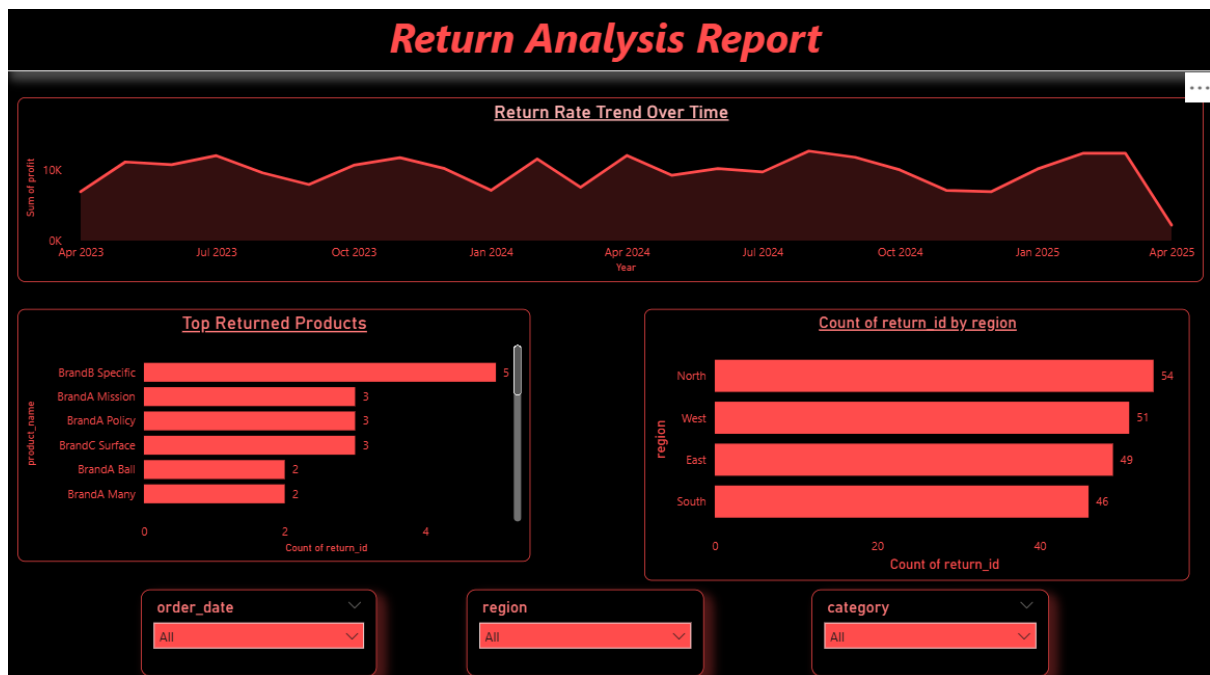 Return Analysis Report
Return Rate Trend Over Time
Sum of profit
10K
0K
Apr 2023 Jul 2023 Oct 2023 Jan 2024 Apr 2024 Jul 2024 Oct 2024 Jan 2025 Apr 2025
Year
Top Returned Products
product_name
BrandB Specific 5
BrandA Mission 3
BrandA Policy 3
BrandC Surface 3
BrandA Ball 2
BrandA Many 2
0 2 4
Count of return_id
Count of return_id by region
region
North 54
West 51
East 49
South 46
0 20 40
Count of return_id
order_date
All
region
All
category
All